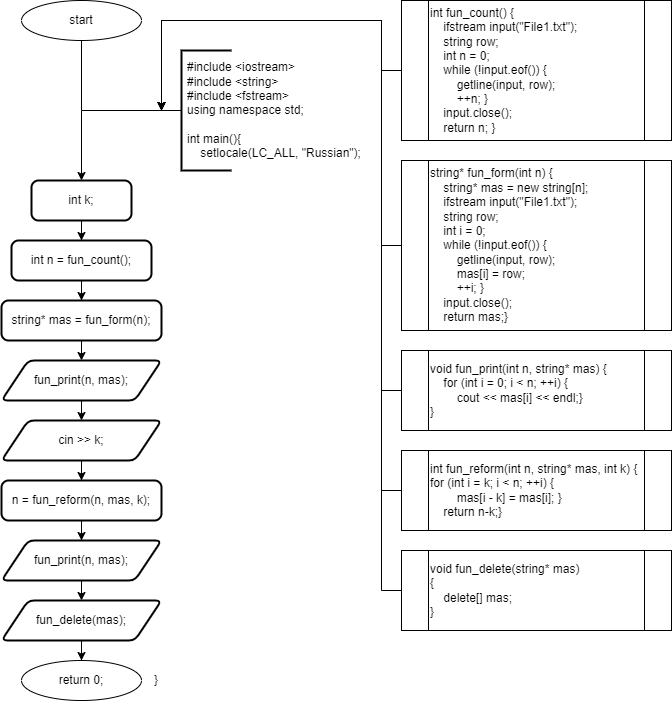 start
#include <iostream>
#include <string>
#include <fstream>
using namespace std;
int main(){
setlocale(LC_ALL, "Russian");
int k;
int n = fun_count();
string* mas = fun_form(n);
fun_print(n, mas);
cin >> k;
n = fun_reform(n, mas, k);
fun_print(n, mas);
fun_delete(mas);
return 0;
}
int fun_count() {
ifstream input("File1.txt");
string row;
int n = 0;
while (!input.eof()) {
getline(input, row);
++n; }
input.close();
return n; }
string* fun_form(int n) {
string* mas = new string[n];
ifstream input("File1.txt");
string row;
int i = 0;
while (!input.eof()) {
getline(input, row);
mas[i] = row;
++i; }
input.close();
return mas;}
void fun_print(int n, string* mas) {
for (int i = 0; i < n; ++i) {
cout << mas[i] << endl;}
}
int fun_reform(int n, string* mas, int k) {
for (int i = k; i < n; ++i) {
mas[i - k] = mas[i]; }
return n-k;}
void fun_delete(string* mas)
{
delete[] mas;
}